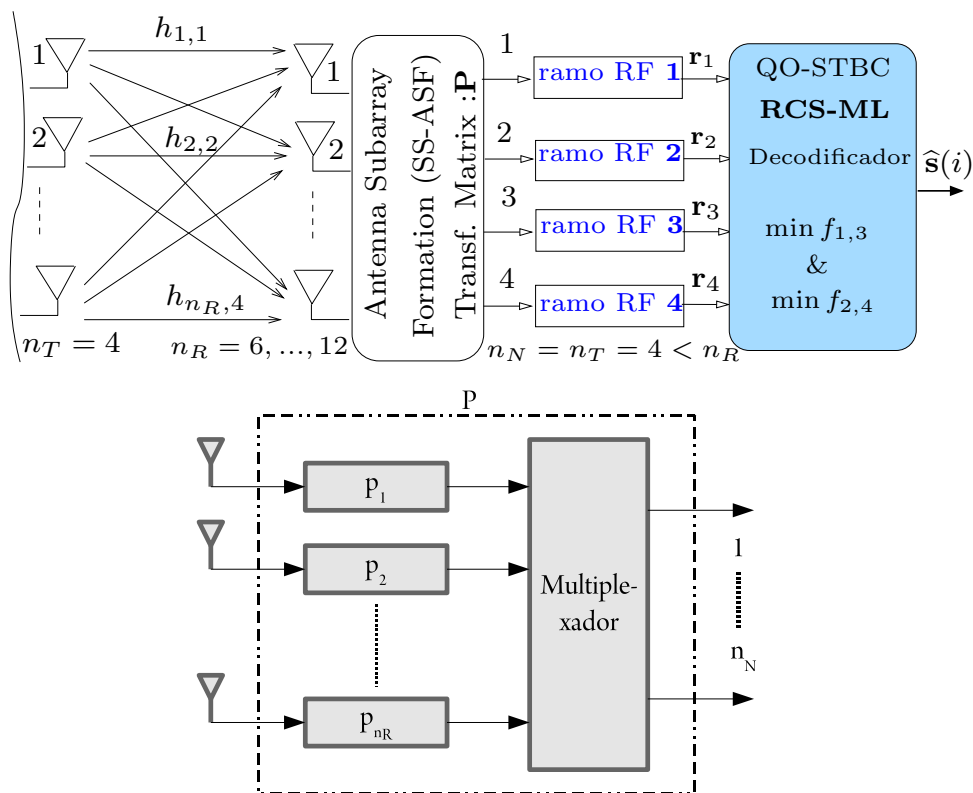 1
h1,1
1
2
h2,2
2
hnR,4
nT = 4
nR = 6, ..., 12
Antenna Subarray
Formation (SS-ASF)
Transf. Matrix :P
1
ramo RF 1
r1
2
ramo RF 2
r2
3
ramo RF 3
r3
4
ramo RF 4
r4
nN = nT = 4 < nR
QO-STBC
RCS-ML
Decodificador
min f1,3
&
min f2,4
ŝ(i)
P
p1
p2
pnR
Multiple-
xador
1
nN